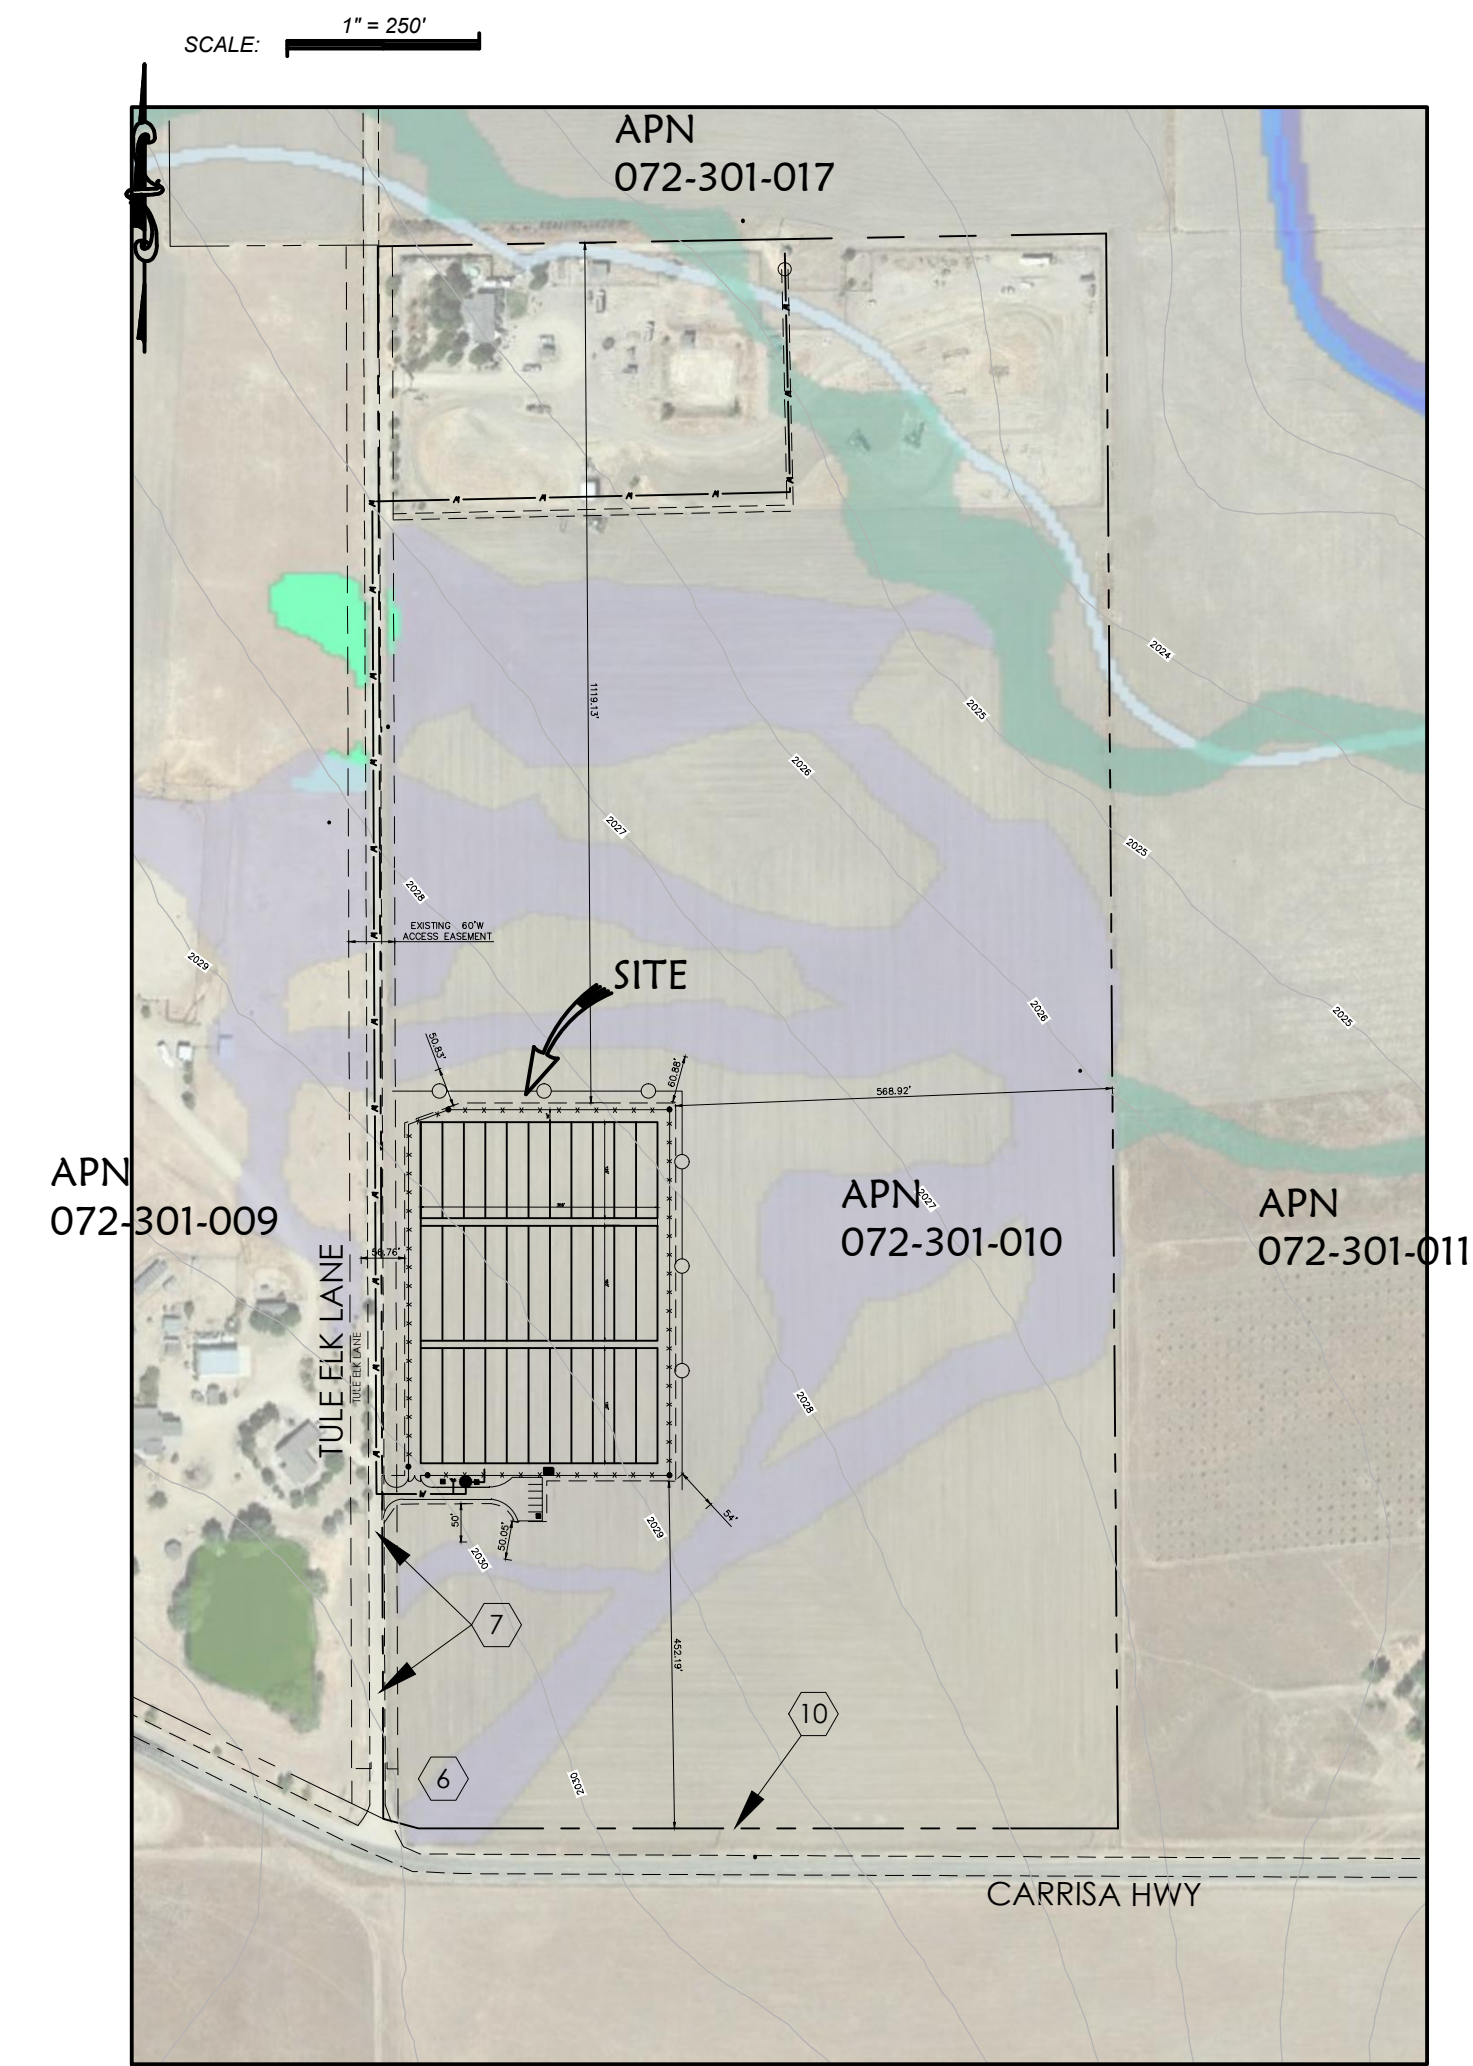 1" = 250'
SCALE:
APN
072-301-017
1119.13'
2024
2025
2026
2027
2025
2028
EXISTING 60'W
ACCESS EASEMENT
2029
SITE
2026
2025
50.83'
60.88'
568.92'
APN
072-301-009
APN
072-301-010
2027
APN
072-301-011
56.76'
TULE ELK LANE
TULE ELK LANE
2028
54'
50'
50.05'
2029
2030
7
452.19'
10
6
2030
CARRISA HWY